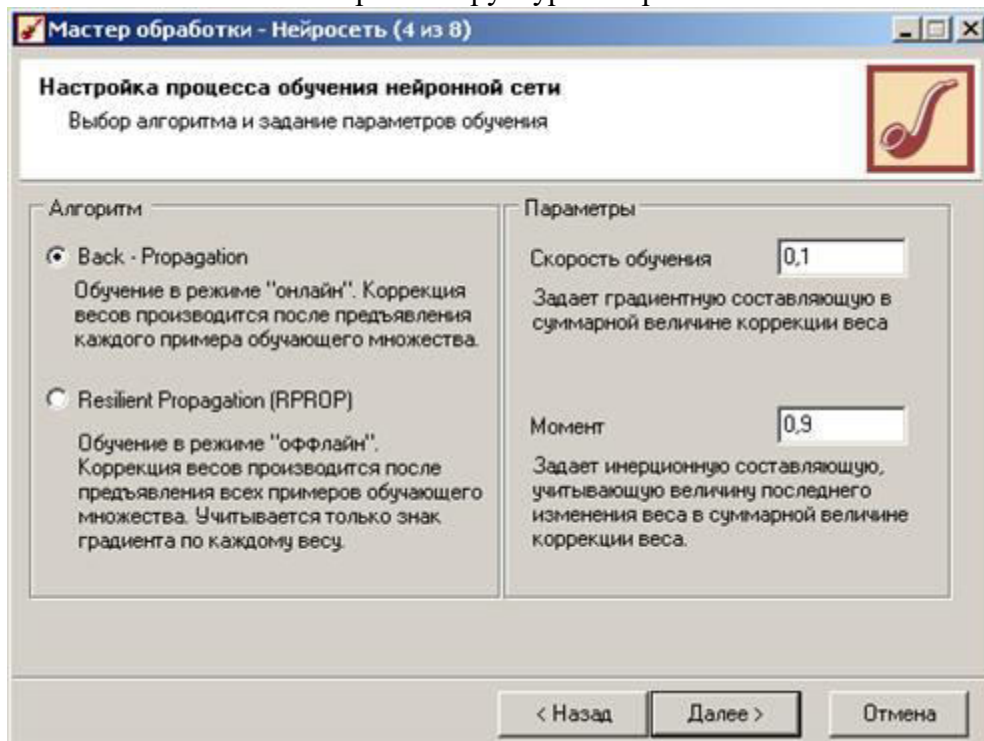 Мастер обработки - Нейросеть (4 из 8)
Настройка процесса обучения нейронной сети
Выбор алгоритма и задание параметров обучения
Алгоритм
Back - Propagation
Обучение в режиме "онлайн". Коррекция
весов производится после предъявления
каждого примера обучающего множества.
Resilient Propagation (RPROP)
Обучение в режиме "оффлайн".
Коррекция весов производится после
предъявления всех примеров обучающего
множества. Учитывается только знак
градиента по каждому весу.
Параметры
Скорость обучения 0,1
Задает градиентную составляющую в
суммарной величине коррекции веса
Момент 0,9
Задает инерционную составляющую,
учитывающую величину последнего
изменения веса в суммарной величине
коррекции веса.
< Назад Далее > Отмена